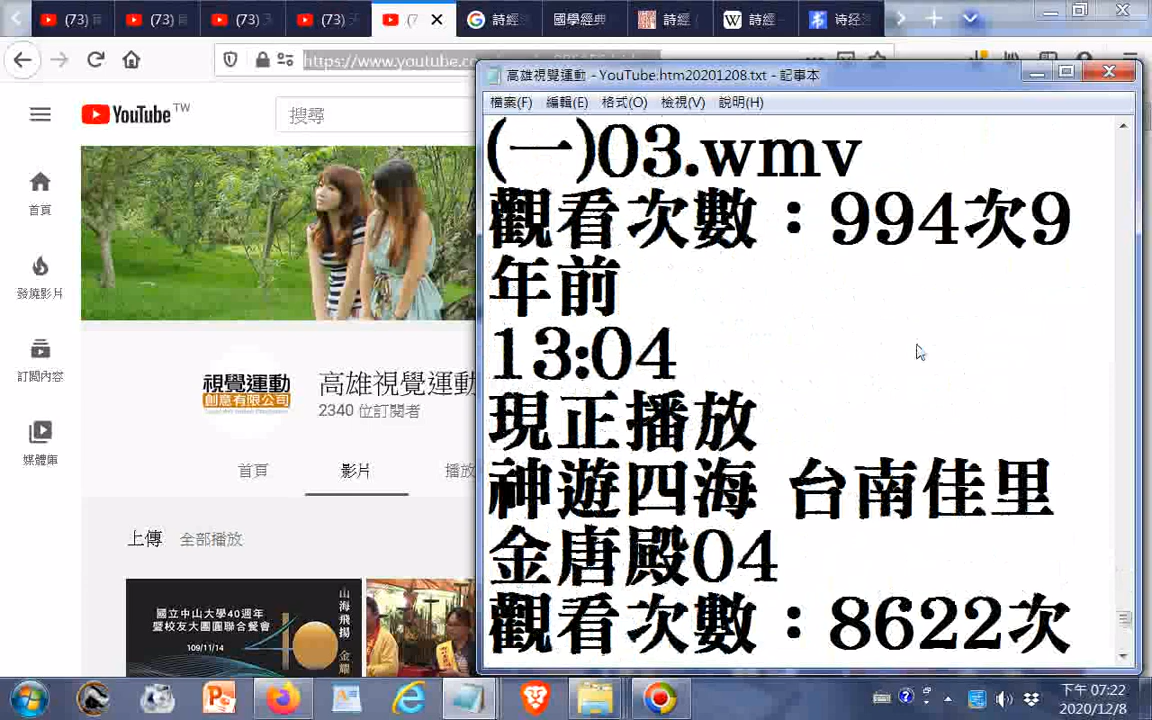 (73)
(73)
(73)
(73)
(7
詩經
國學經典
詩經
詩經
诗经
https://www.youtube.c
YouTube TW
搜尋
首頁
發燒影片
訂閱內容
媒體庫
視覺運動
創意有限公司
高雄視覺運動
2340 位訂閱者
首頁
影片
播放
上傳
全部播放
國立中山大學40週年
暨校友大團圓聯合餐會
109/11/14
山海飛揚
金耀
高雄視覺運動 - YouTube.htm20201208.txt - 記事本
檔案(F) 編輯(E) 格式(O) 檢視(V) 說明(H)
(一)03.wmv
觀看次數：994次9
年前
13:04
現正播放
神遊四海 台南佳里
金唐殿04
觀看次數：8622次
下午 07:22
2020/12/8